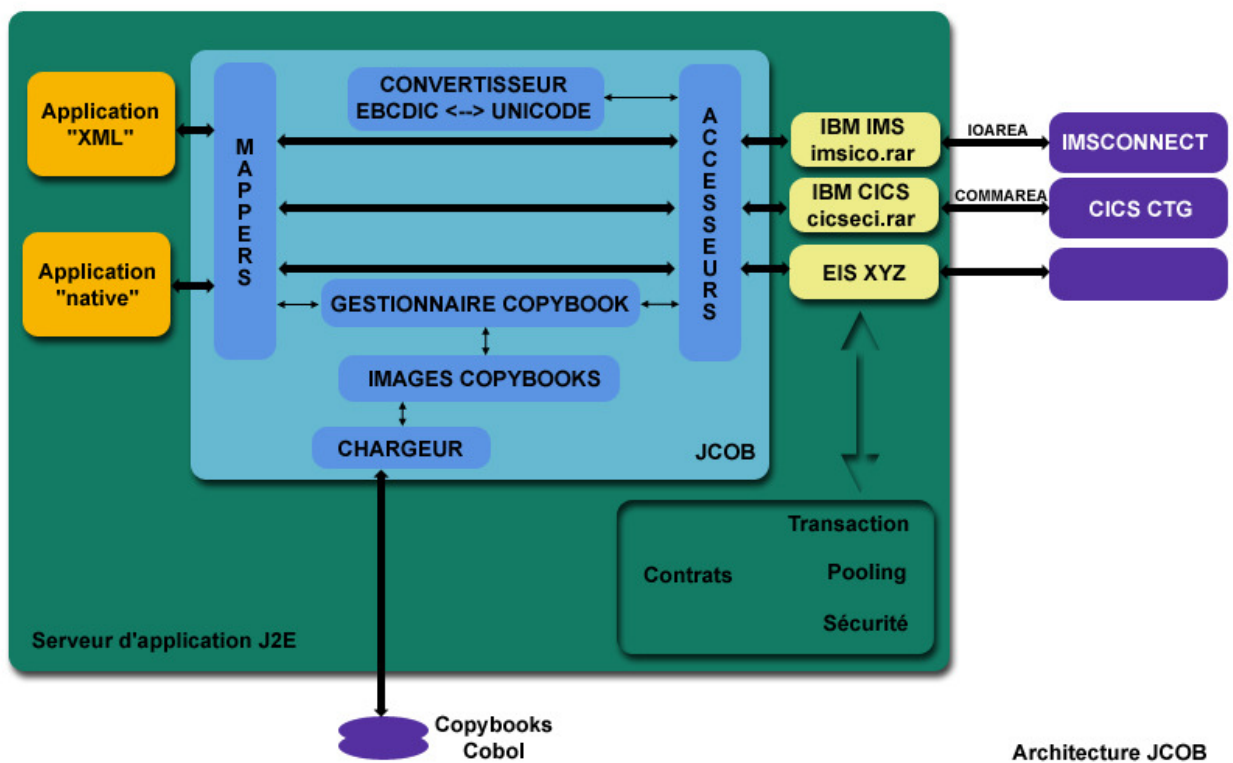 Application
"XML"
Application
"native"
MAPPERS
CONVERTISSEUR
EBCDIC <--> UNICODE
GESTIONNAIRE COPYBOOK
IMAGES COPYBOOKS
CHARGEUR
JCOB
ACCESSEURS
IBM IMS
imsico.rar
IBM CICS
cicseci.rar
EIS XYZ
IOAREA
COMMAREA
IMSCONNECT
CICS CTG
Transaction
Contrats
Pooling
Sécurité
Serveur d'application J2E
Copybooks
Cobol
Architecture JCOB